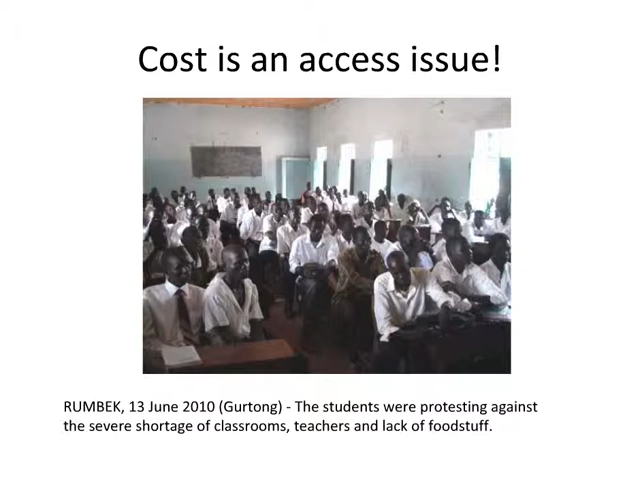 Cost is an access issue!
RUMBEK, 13 June 2010 (Gurtong) - The students were protesting against
the severe shortage of classrooms, teachers and lack of foodstuff.